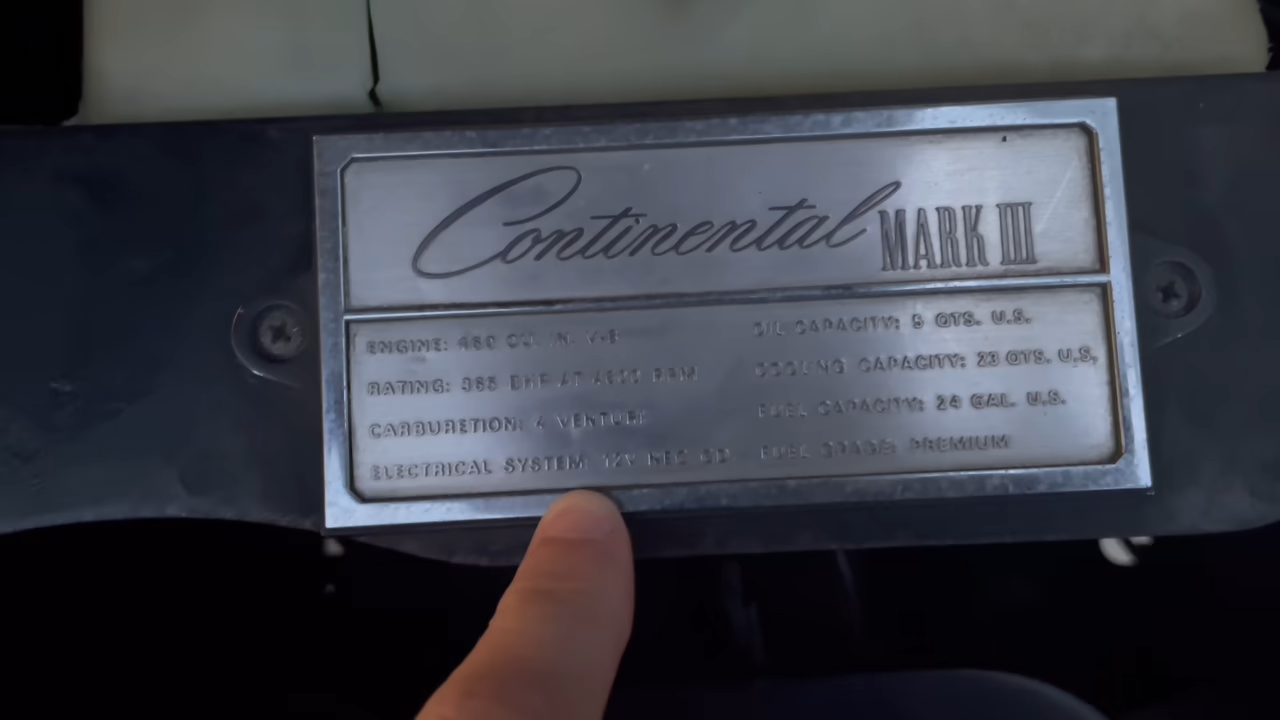 Continental MARK III
ENGINE: 460 CU. IN. V-8
RATING: 365 BHP AT 4600 RPM
CARBURETION: 4 VENTURI
ELECTRICAL SYSTEM: 12V NEG GD
OIL CAPACITY: 5 QTS. U.S.
COOLING CAPACITY: 23 QTS. U.S.
FUEL CAPACITY: 24 GAL. U.S.
FUEL GRADE: PREMIUM